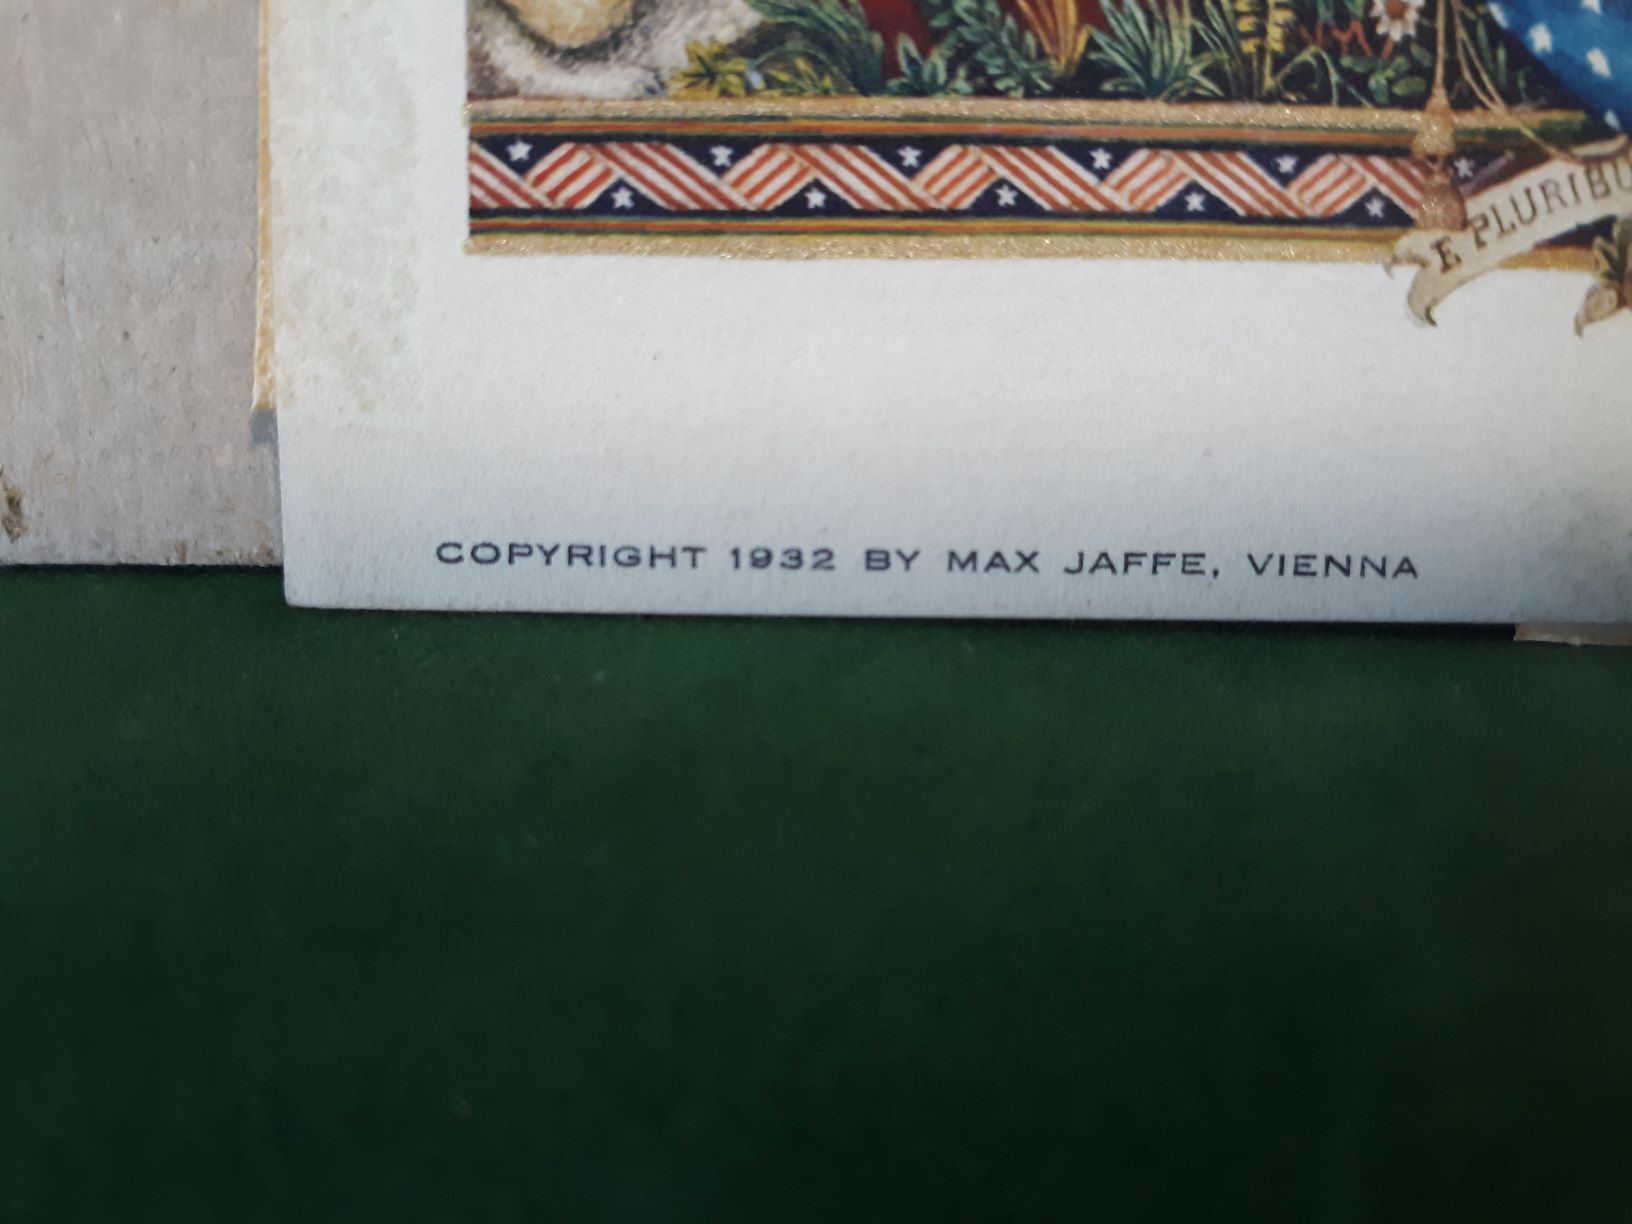 E PLURIBU
COPYRIGHT 1932 BY MAX JAFFE, VIENNA